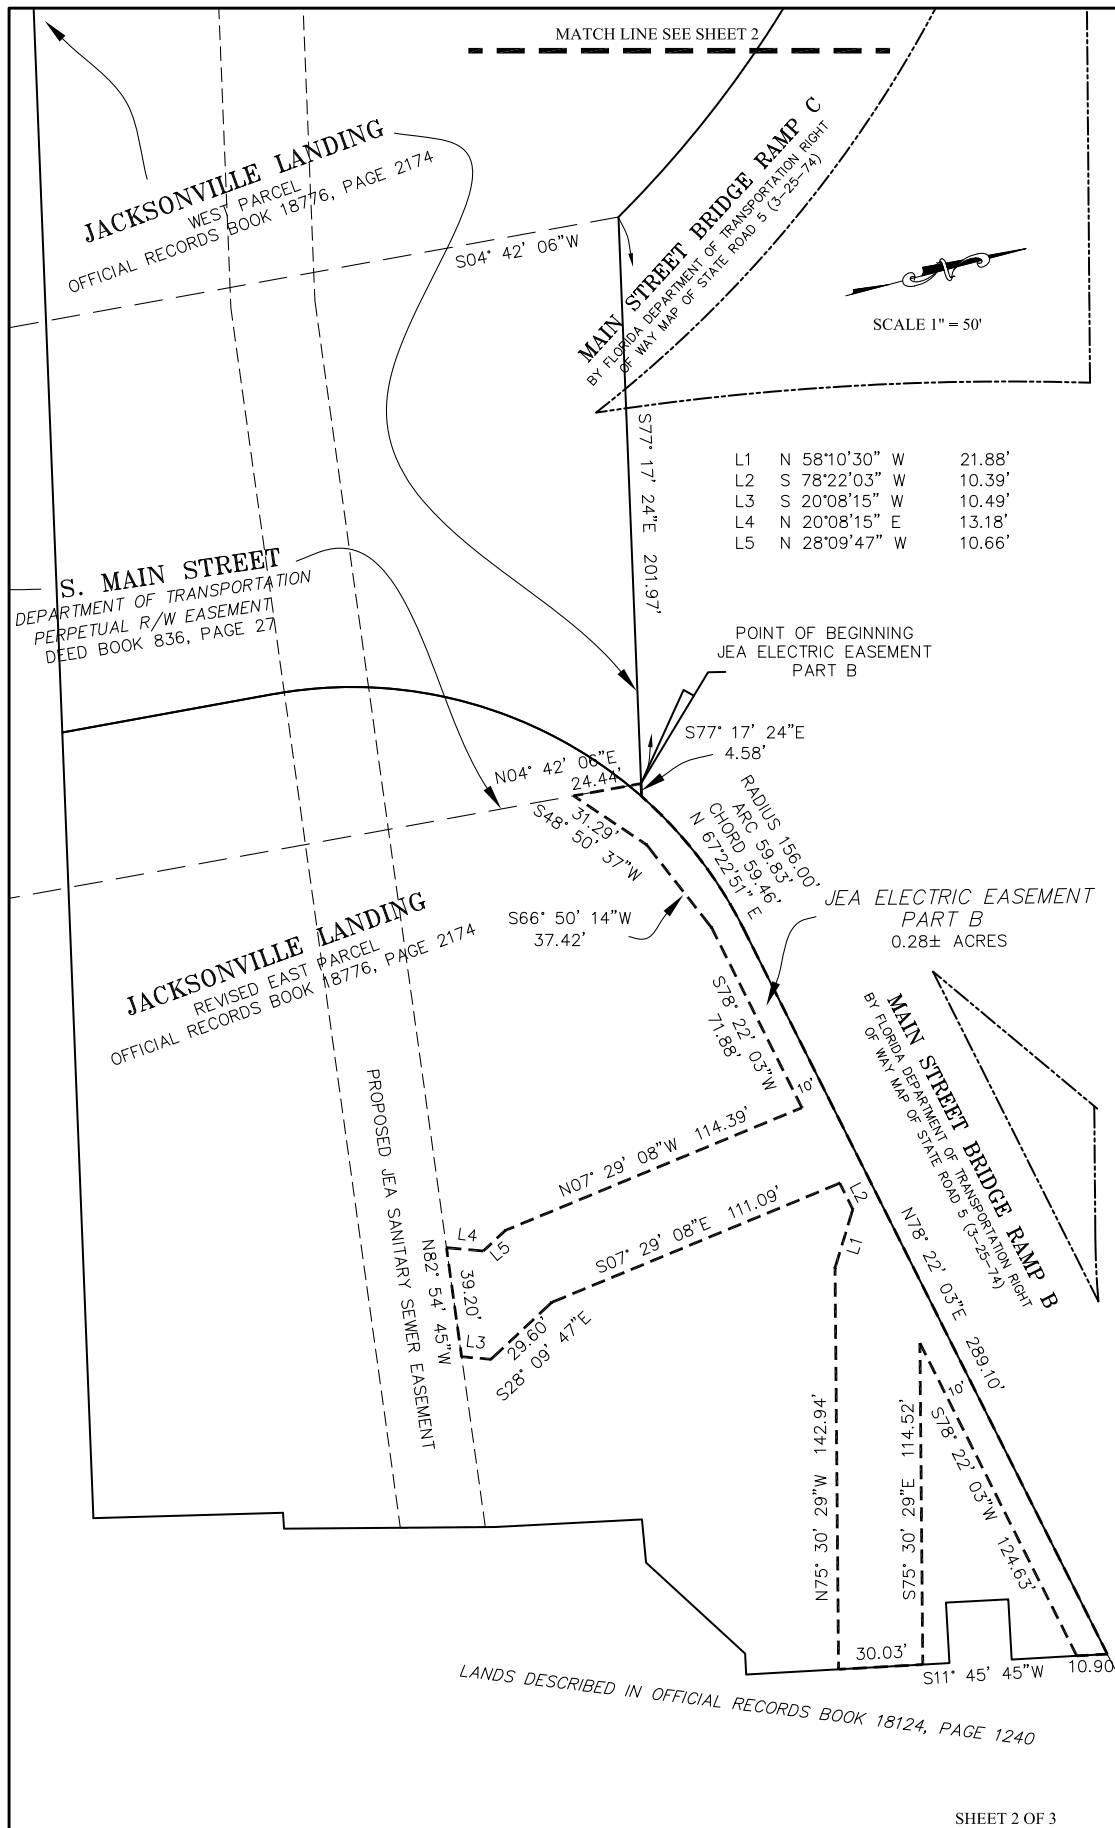 MATCH LINE SEE SHEET 2
JACKSONVILLE LANDING
WEST PARCEL
OFFICIAL RECORDS BOOK 18776, PAGE 2174
S04° 42' 06"W
MAIN STREET BRIDGE RAMP C
BY FLORIDA DEPARTMENT OF TRANSPORTATION RIGHT
OF WAY MAP OF STATE ROAD 5 (3-25-74)
SCALE 1" = 50'
S77° 17' 24"E 201.97'
L1 N 58°10'30" W 21.88'
L2 S 78°22'03" W 10.39'
L3 S 20°08'15" W 10.49'
L4 N 20°08'15" E 13.18'
L5 N 28°09'47" W 10.66'
S. MAIN STREET
DEPARTMENT OF TRANSPORTATION
PERPETUAL R/W EASEMENT
DEED BOOK 836, PAGE 27
POINT OF BEGINNING
JEA ELECTRIC EASEMENT
PART B
S77° 17' 24"E
4.58'
N04° 42' 06"E
24.44'
31.29'
S48° 50' 37"W
RADIUS 156.00'
ARC 59.83'
CHORD 59.46'
N 67°22'51" E
S66° 50' 14"W
37.42'
JEA ELECTRIC EASEMENT
PART B
0.28± ACRES
JACKSONVILLE LANDING
REVISED EAST PARCEL
OFFICIAL RECORDS BOOK 18776, PAGE 2174
S78° 22' 03"W
71.88'
10'
MAIN STREET BRIDGE RAMP B
BY FLORIDA DEPARTMENT OF TRANSPORTATION RIGHT
OF WAY MAP OF STATE ROAD 5 (3-25-74)
PROPOSED JEA SANITARY SEWER EASEMENT
N07° 29' 08"W 114.39'
S07° 29' 08"E 111.09'
L2
L1
L4
L5
39.20'
N82° 54' 45"W
L3
29.60'
S28° 09' 47"E
N78° 22' 03"E 289.10'
10'
S78° 22' 03"W 124.63'
N75° 30' 29"W 142.94'
S75° 30' 29"E 114.52'
30.03'
S11° 45' 45"W
10.90
LANDS DESCRIBED IN OFFICIAL RECORDS BOOK 18124, PAGE 1240
SHEET 2 OF 3